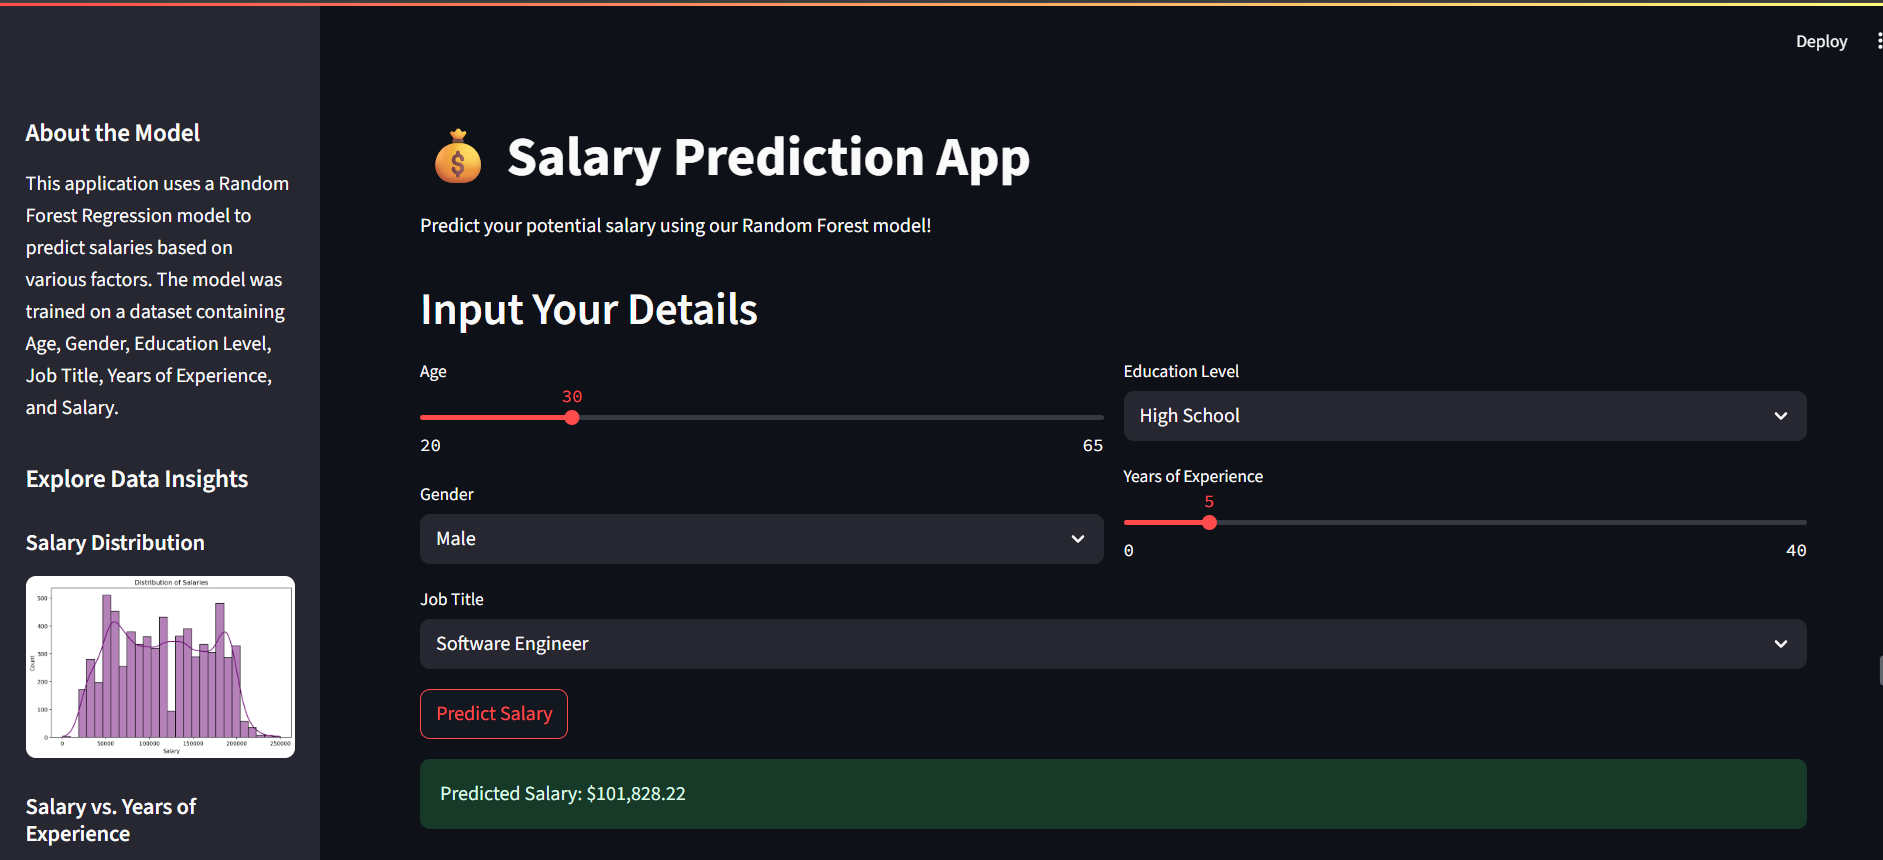 Deploy
About the Model
This application uses a Random
Forest Regression model to
predict salaries based on
various factors. The model was
trained on a dataset containing
Age, Gender, Education Level,
Job Title, Years of Experience,
and Salary.
Explore Data Insights
Salary Distribution
Distribution of Salaries
500
400
300
200
100
0
Count
0 50000 100000 150000 200000 250000
Salary
Salary vs. Years of
Experience
Salary Prediction App
Predict your potential salary using our Random Forest model!
Input Your Details
Age
30
20 65
Gender
Male
Education Level
High School
Years of Experience
5
0 40
Job Title
Software Engineer
Predict Salary
Predicted Salary: $101,828.22